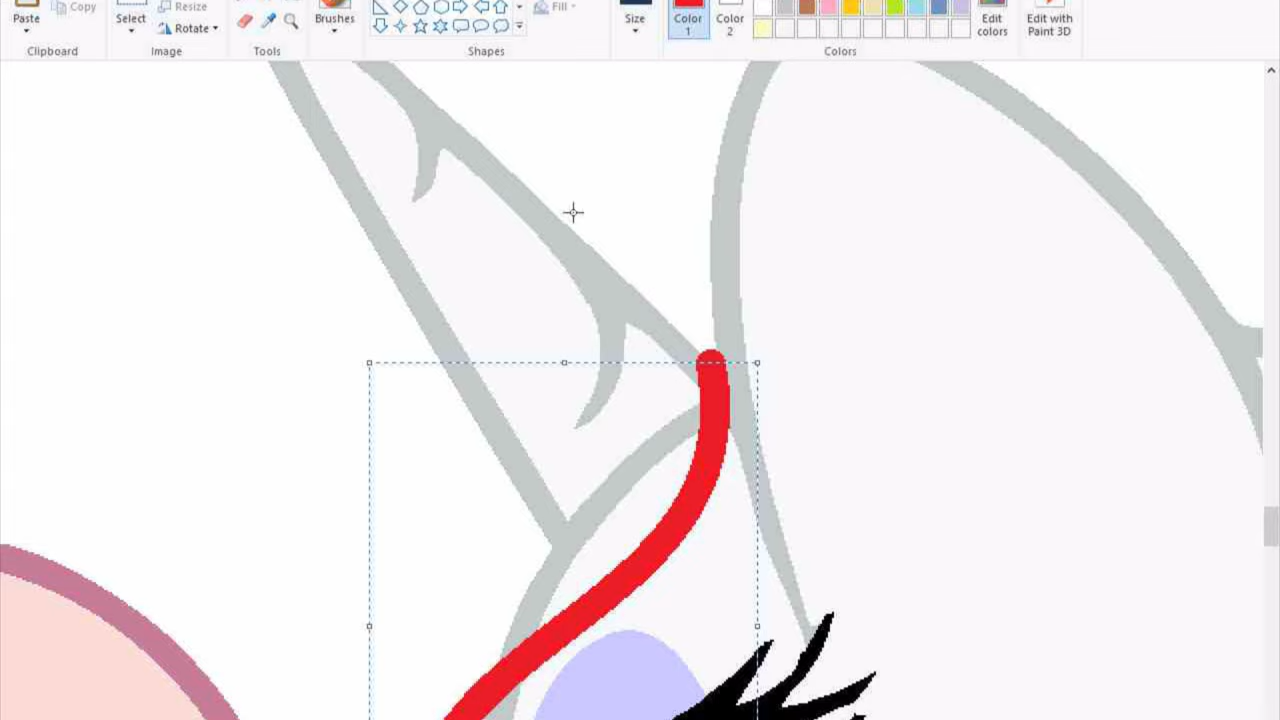 Copy
Resize
Paste
Select
Rotate
Brushes
Fill
Size
Color
1
Color
2
Edit
colors
Edit with
Paint 3D
Clipboard
Image
Tools
Shapes
Colors